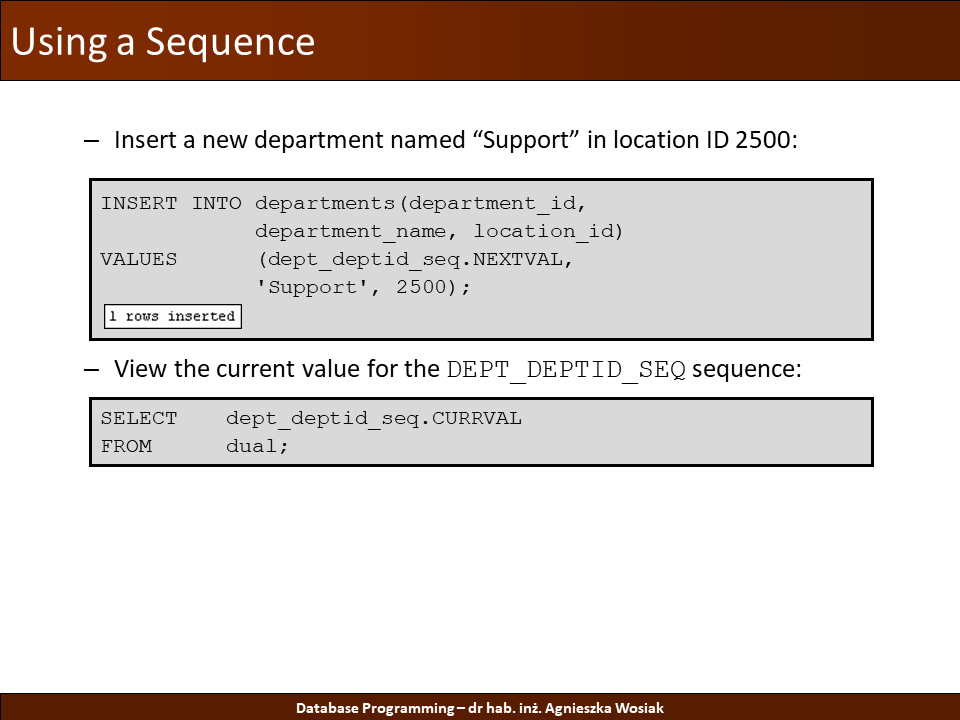 Using a Sequence
– Insert a new department named “Support” in location ID 2500:
INSERT INTO departments(department_id,
department_name, location_id)
VALUES (dept_deptid_seq.NEXTVAL,
'Support', 2500);
1 rows inserted
– View the current value for the DEPT_DEPTID_SEQ sequence:
SELECT dept_deptid_seq.CURRVAL
FROM dual;
Database Programming – dr hab. inż. Agnieszka Wosiak